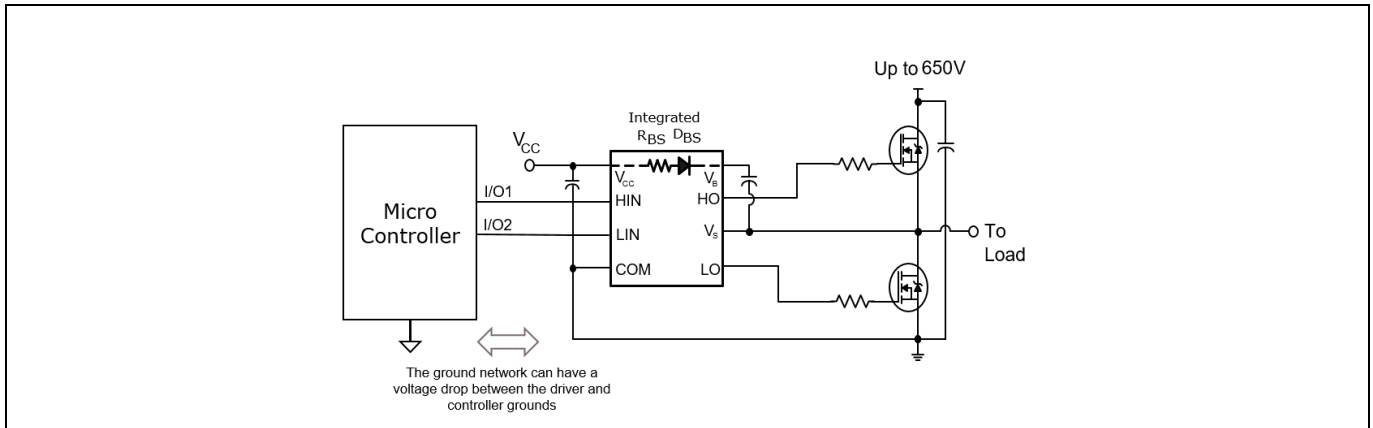 Up to 650V
Integrated
RBS DBS
VCC
Micro
Controller
I/O1
I/O2
VCC
HIN
LIN
COM
VB
HO
VS
LO
To
Load
The ground network can have a
voltage drop between the driver and
controller grounds